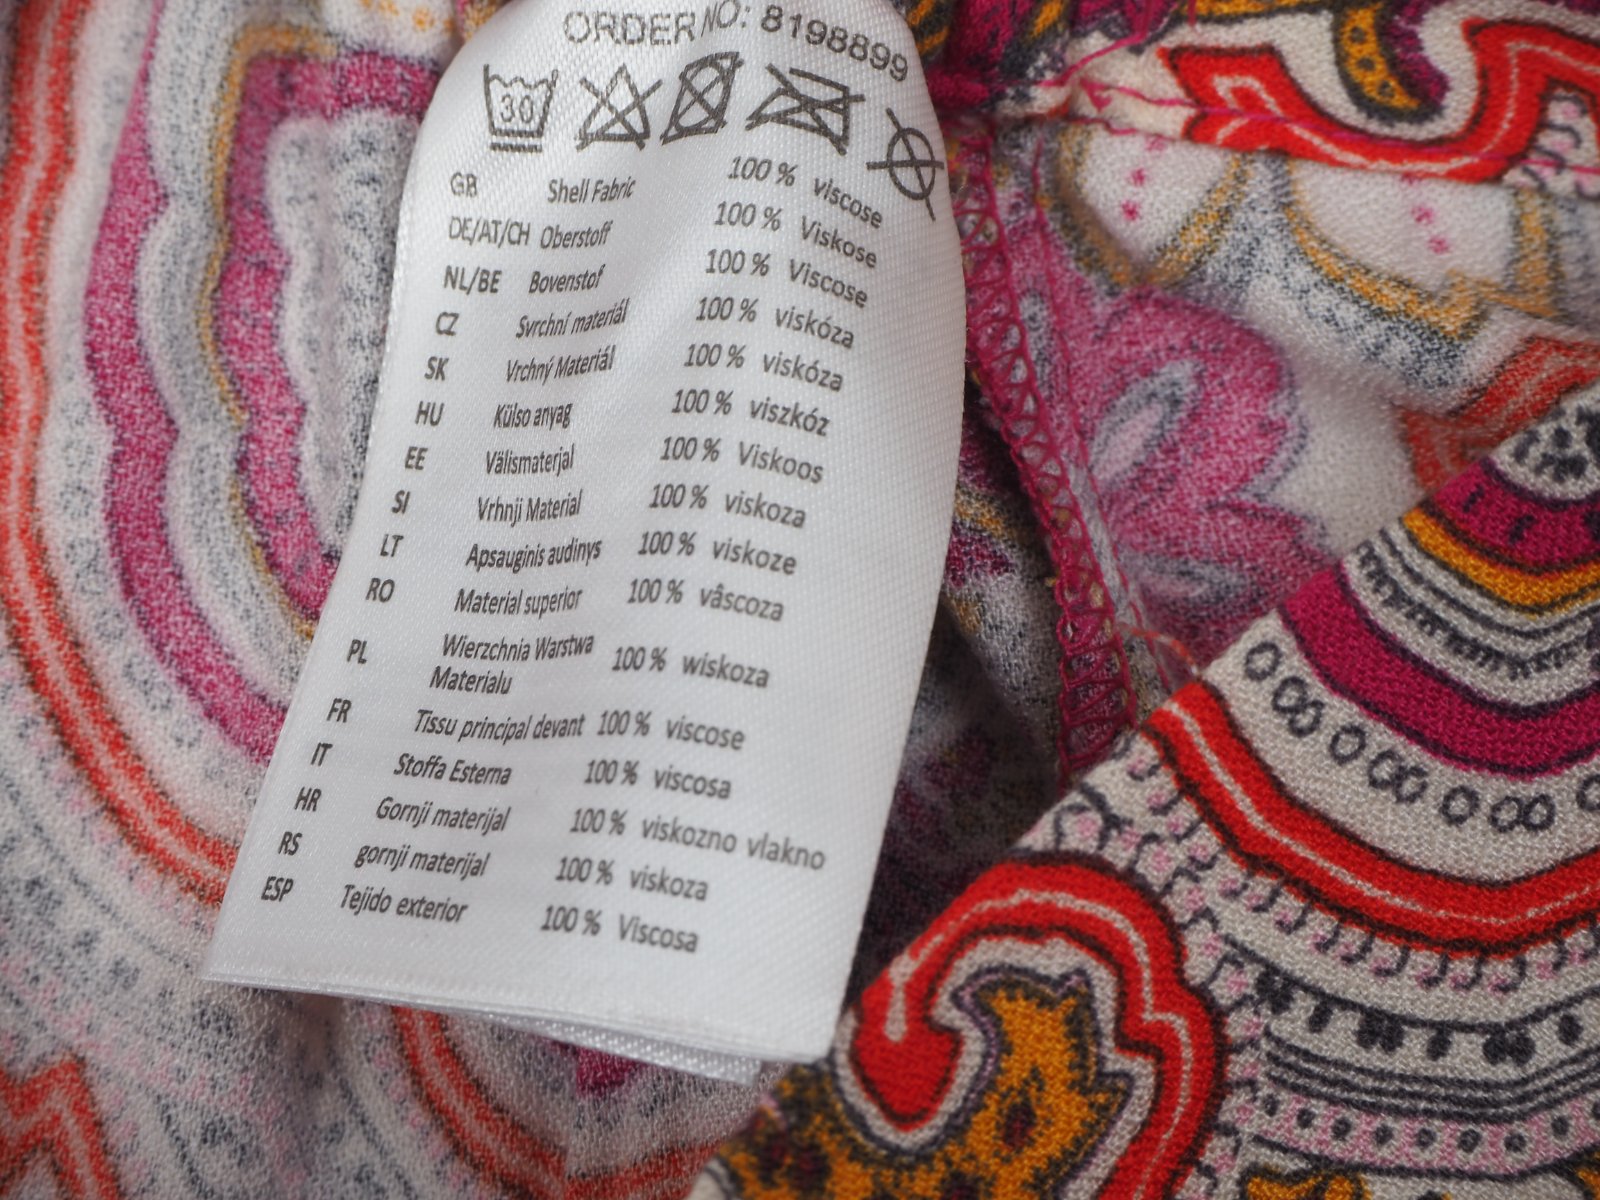 ORDER NO: 8198899
30
GB Shell Fabric 100 % viscose
DE/AT/CH Oberstoff 100 % Viskose
NL/BE Bovenstof 100 % Viscose
CZ Svrchní materiál 100 % viskóza
SK Vrchný Materiál 100 % viskóza
HU Külso anyag 100 % viszkóz
EE Välismaterjal 100 % Viskoos
SI Vrhnji Material 100 % viskoza
LT Apsauginis audinys 100 % viskoze
RO Material superior 100 % vâscoza
PL Wierzchnia Warstwa 100 % wiskoza
Materialu
FR Tissu principal devant 100 % viscose
IT Stoffa Esterna 100 % viscosa
HR Gornji materijal 100 % viskozno vlakno
RS gornji materijal 100 % viskoza
ESP Tejido exterior 100 % Viscosa